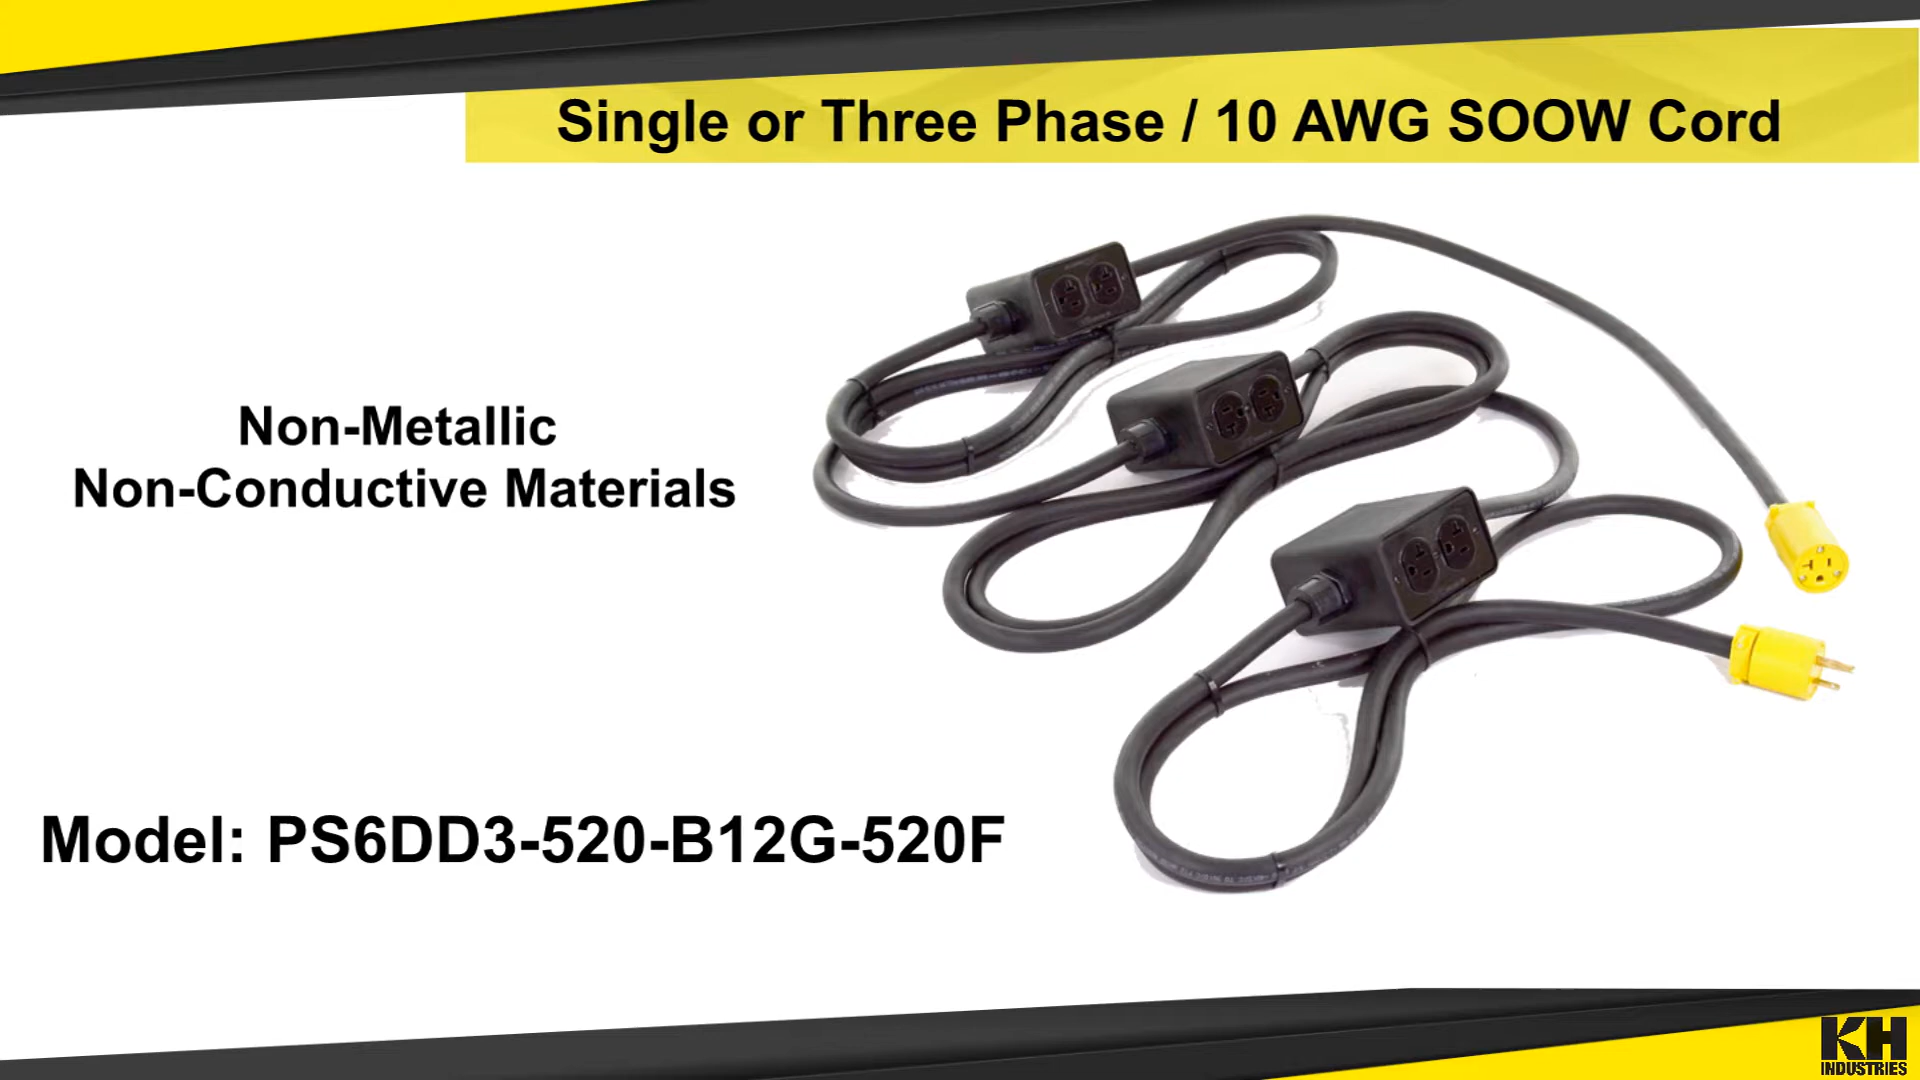 Single or Three Phase / 10 AWG SOOW Cord
Non-Metallic
Non-Conductive Materials
Model: PS6DD3-520-B12G-520F
KH
INDUSTRIES